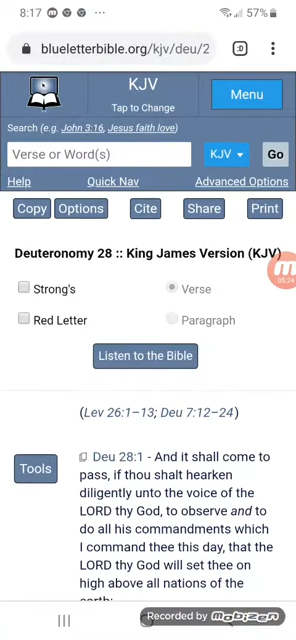 8:17
57%
blueletterbible.org/kjv/deu/2
:D
KJV
Tap to Change
Menu
Search (e.g. John 3:16, Jesus faith love)
Verse or Word(s)
KJV
Go
Help Quick Nav Advanced Options
Copy Options Cite Share Print
Deuteronomy 28 :: King James Version (KJV)
05:24
Strong's Verse
Red Letter Paragraph
Listen to the Bible
(Lev 26:1–13; Deu 7:12–24)
Tools
Deu 28:1 - And it shall come to
pass, if thou shalt hearken
diligently unto the voice of the
LORD thy God, to observe and to
do all his commandments which
I command thee this day, that the
LORD thy God will set thee on
high above all nations of the
earth:
Recorded by mobizen